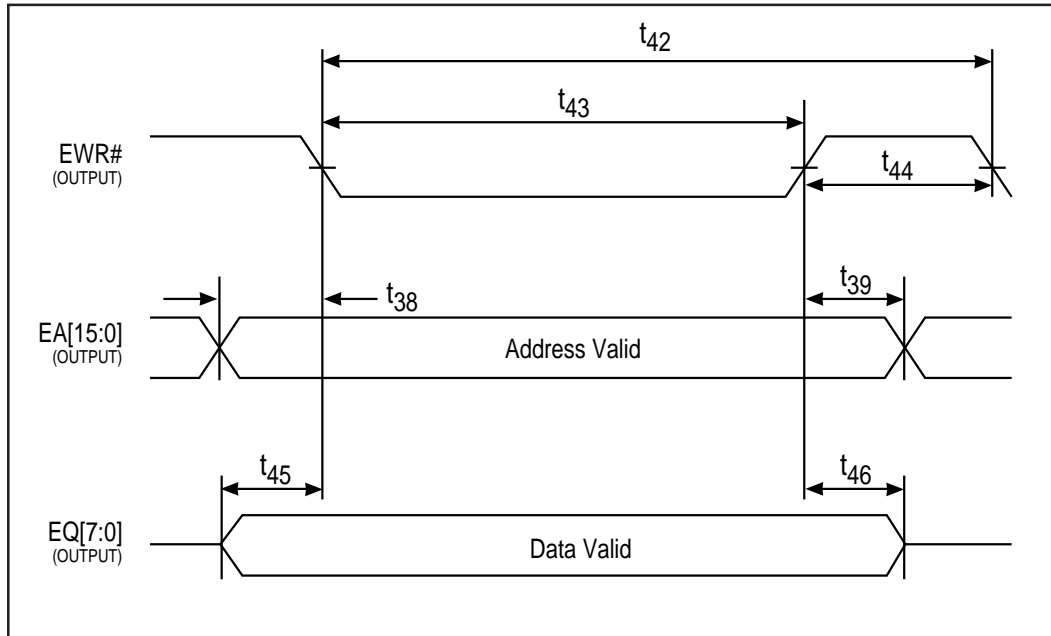 t42
t43
EWR#
(OUTPUT)
t44
t38
t39
EA[15:0]
(OUTPUT)
Address Valid
t45
t46
EQ[7:0]
(OUTPUT)
Data Valid